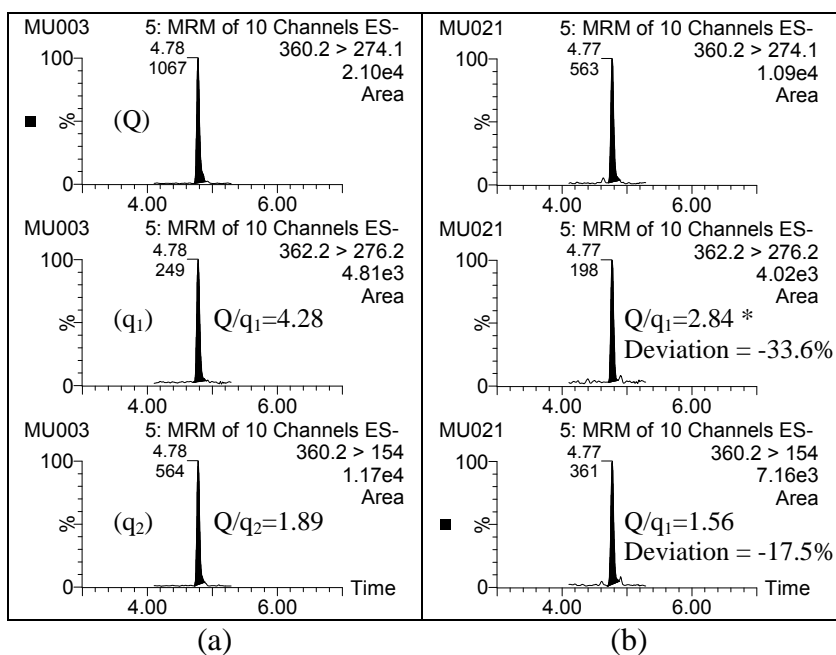 MU003 5: MRM of 10 Channels ES-
4.78 360.2 > 274.1
1067 2.10e4
Area
100
%
(Q)
0
4.00 6.00
MU003 5: MRM of 10 Channels ES-
4.78 362.2 > 276.2
249 4.81e3
Area
100
%
(q₁) Q/q₁=4.28
0
4.00 6.00
MU003 5: MRM of 10 Channels ES-
4.78 360.2 > 154
564 1.17e4
Area
100
%
(q₂) Q/q₂=1.89
0 Time
4.00 6.00
(a)
MU021 5: MRM of 10 Channels ES-
4.77 360.2 > 274.1
563 1.09e4
Area
100
%
0
4.00 6.00
MU021 5: MRM of 10 Channels ES-
4.77 362.2 > 276.2
198 4.02e3
Area
100
%
Q/q₁=2.84 *
Deviation = -33.6%
0
4.00 6.00
MU021 5: MRM of 10 Channels ES-
4.77 360.2 > 154
361 7.16e3
Area
100
%
Q/q₁=1.56
Deviation = -17.5%
0 Time
4.00 6.00
(b)